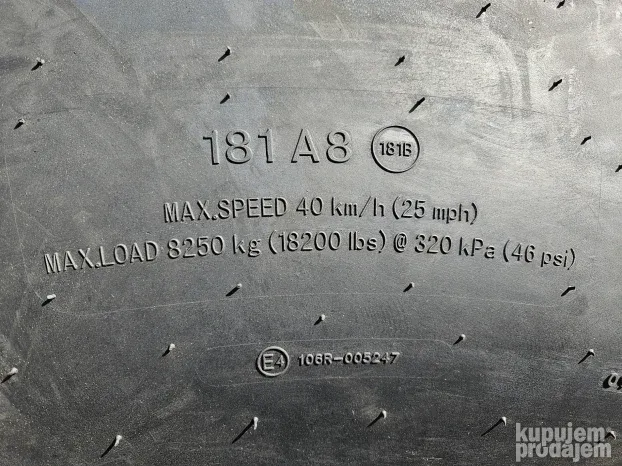 181 A8 181B
MAX.SPEED 40 km/h (25 mph)
MAX.LOAD 8250 kg (18200 lbs) @ 320 kPa (46 psi)
E4 106R-005247
kupujem
prodajem